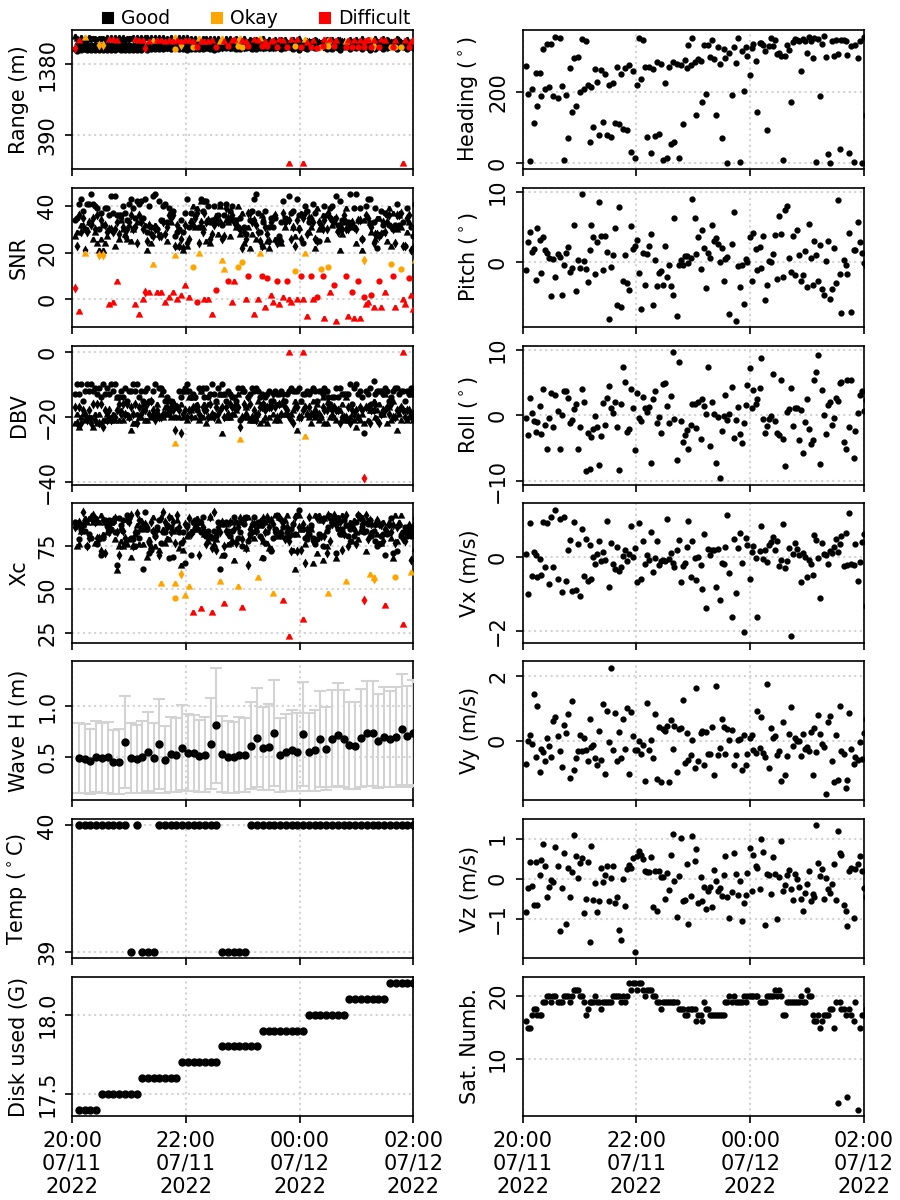 Good Okay Difficult
Range (m)
1380
390
Heading (°)
200
0
SNR
40
20
0
Pitch (°)
10
0
DBV
0
−20
−40
Roll (°)
10
0
−10
Xc
75
50
25
Vx (m/s)
0
−2
Wave H (m)
1.0
0.5
Vy (m/s)
2
0
Temp (°C)
40
39
Vz (m/s)
1
0
−1
Disk used (G)
18.0
17.5
Sat. Numb.
20
10
20:00 22:00 00:00 02:00 20:00 22:00 00:00 02:00
07/11 07/11 07/12 07/12 07/11 07/11 07/12 07/12
2022 2022 2022 2022 2022 2022 2022 2022